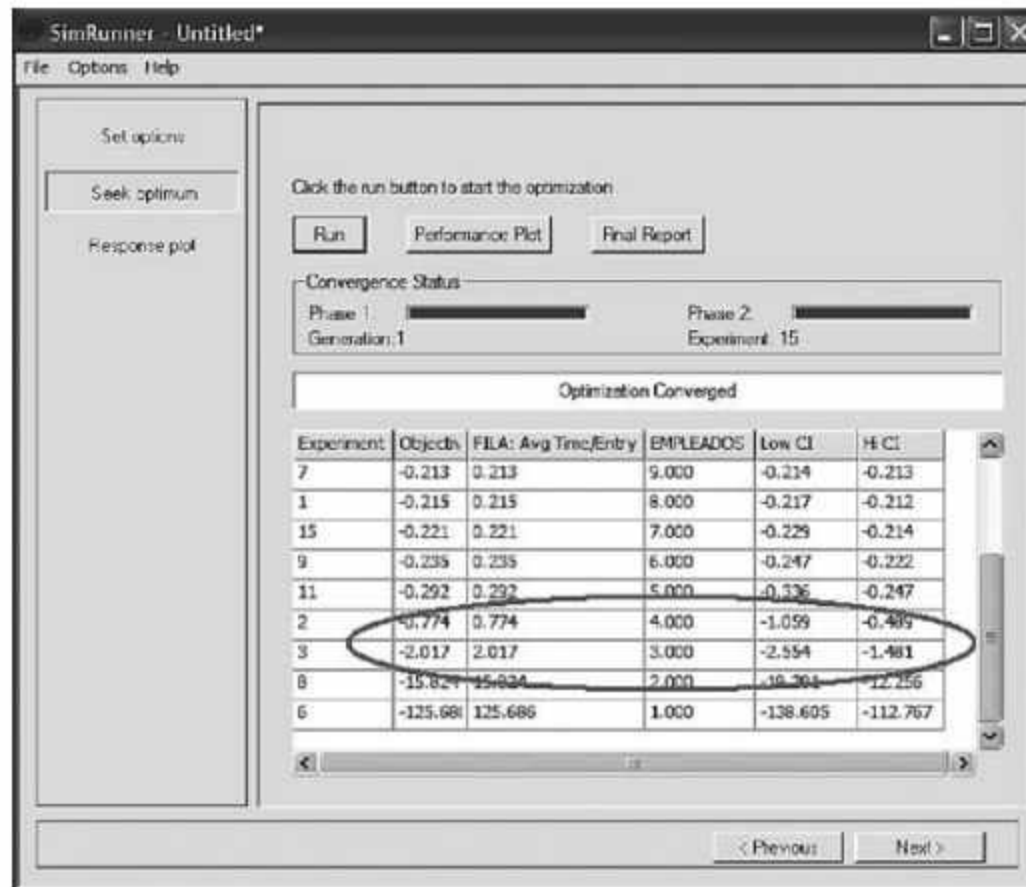 SimRunner - Untitled*
File Options Help
Set options
Seek optimum
Response plot
Click the run button to start the optimization
Run Performance Plot Final Report
Convergence Status
Phase 1: Phase 2:
Generation: 1 Experiment: 15
Optimization Converged
Experiment Objectiv FILA: Avg Time/Entry EMPLEADOS Low CI Hi CI
7 -0.213 0.213 9.000 -0.214 -0.213
1 -0.215 0.215 8.000 -0.217 -0.212
15 -0.221 0.221 7.000 -0.229 -0.214
9 -0.235 0.235 6.000 -0.247 -0.222
11 -0.292 0.292 5.000 -0.336 -0.247
2 -0.774 0.774 4.000 -1.059 -0.489
3 -2.017 2.017 3.000 -2.554 -1.481
8 -15.824 15.824 2.000 -12.256
6 -125.68 125.686 1.000 -138.605 -112.767
< Previous Next >